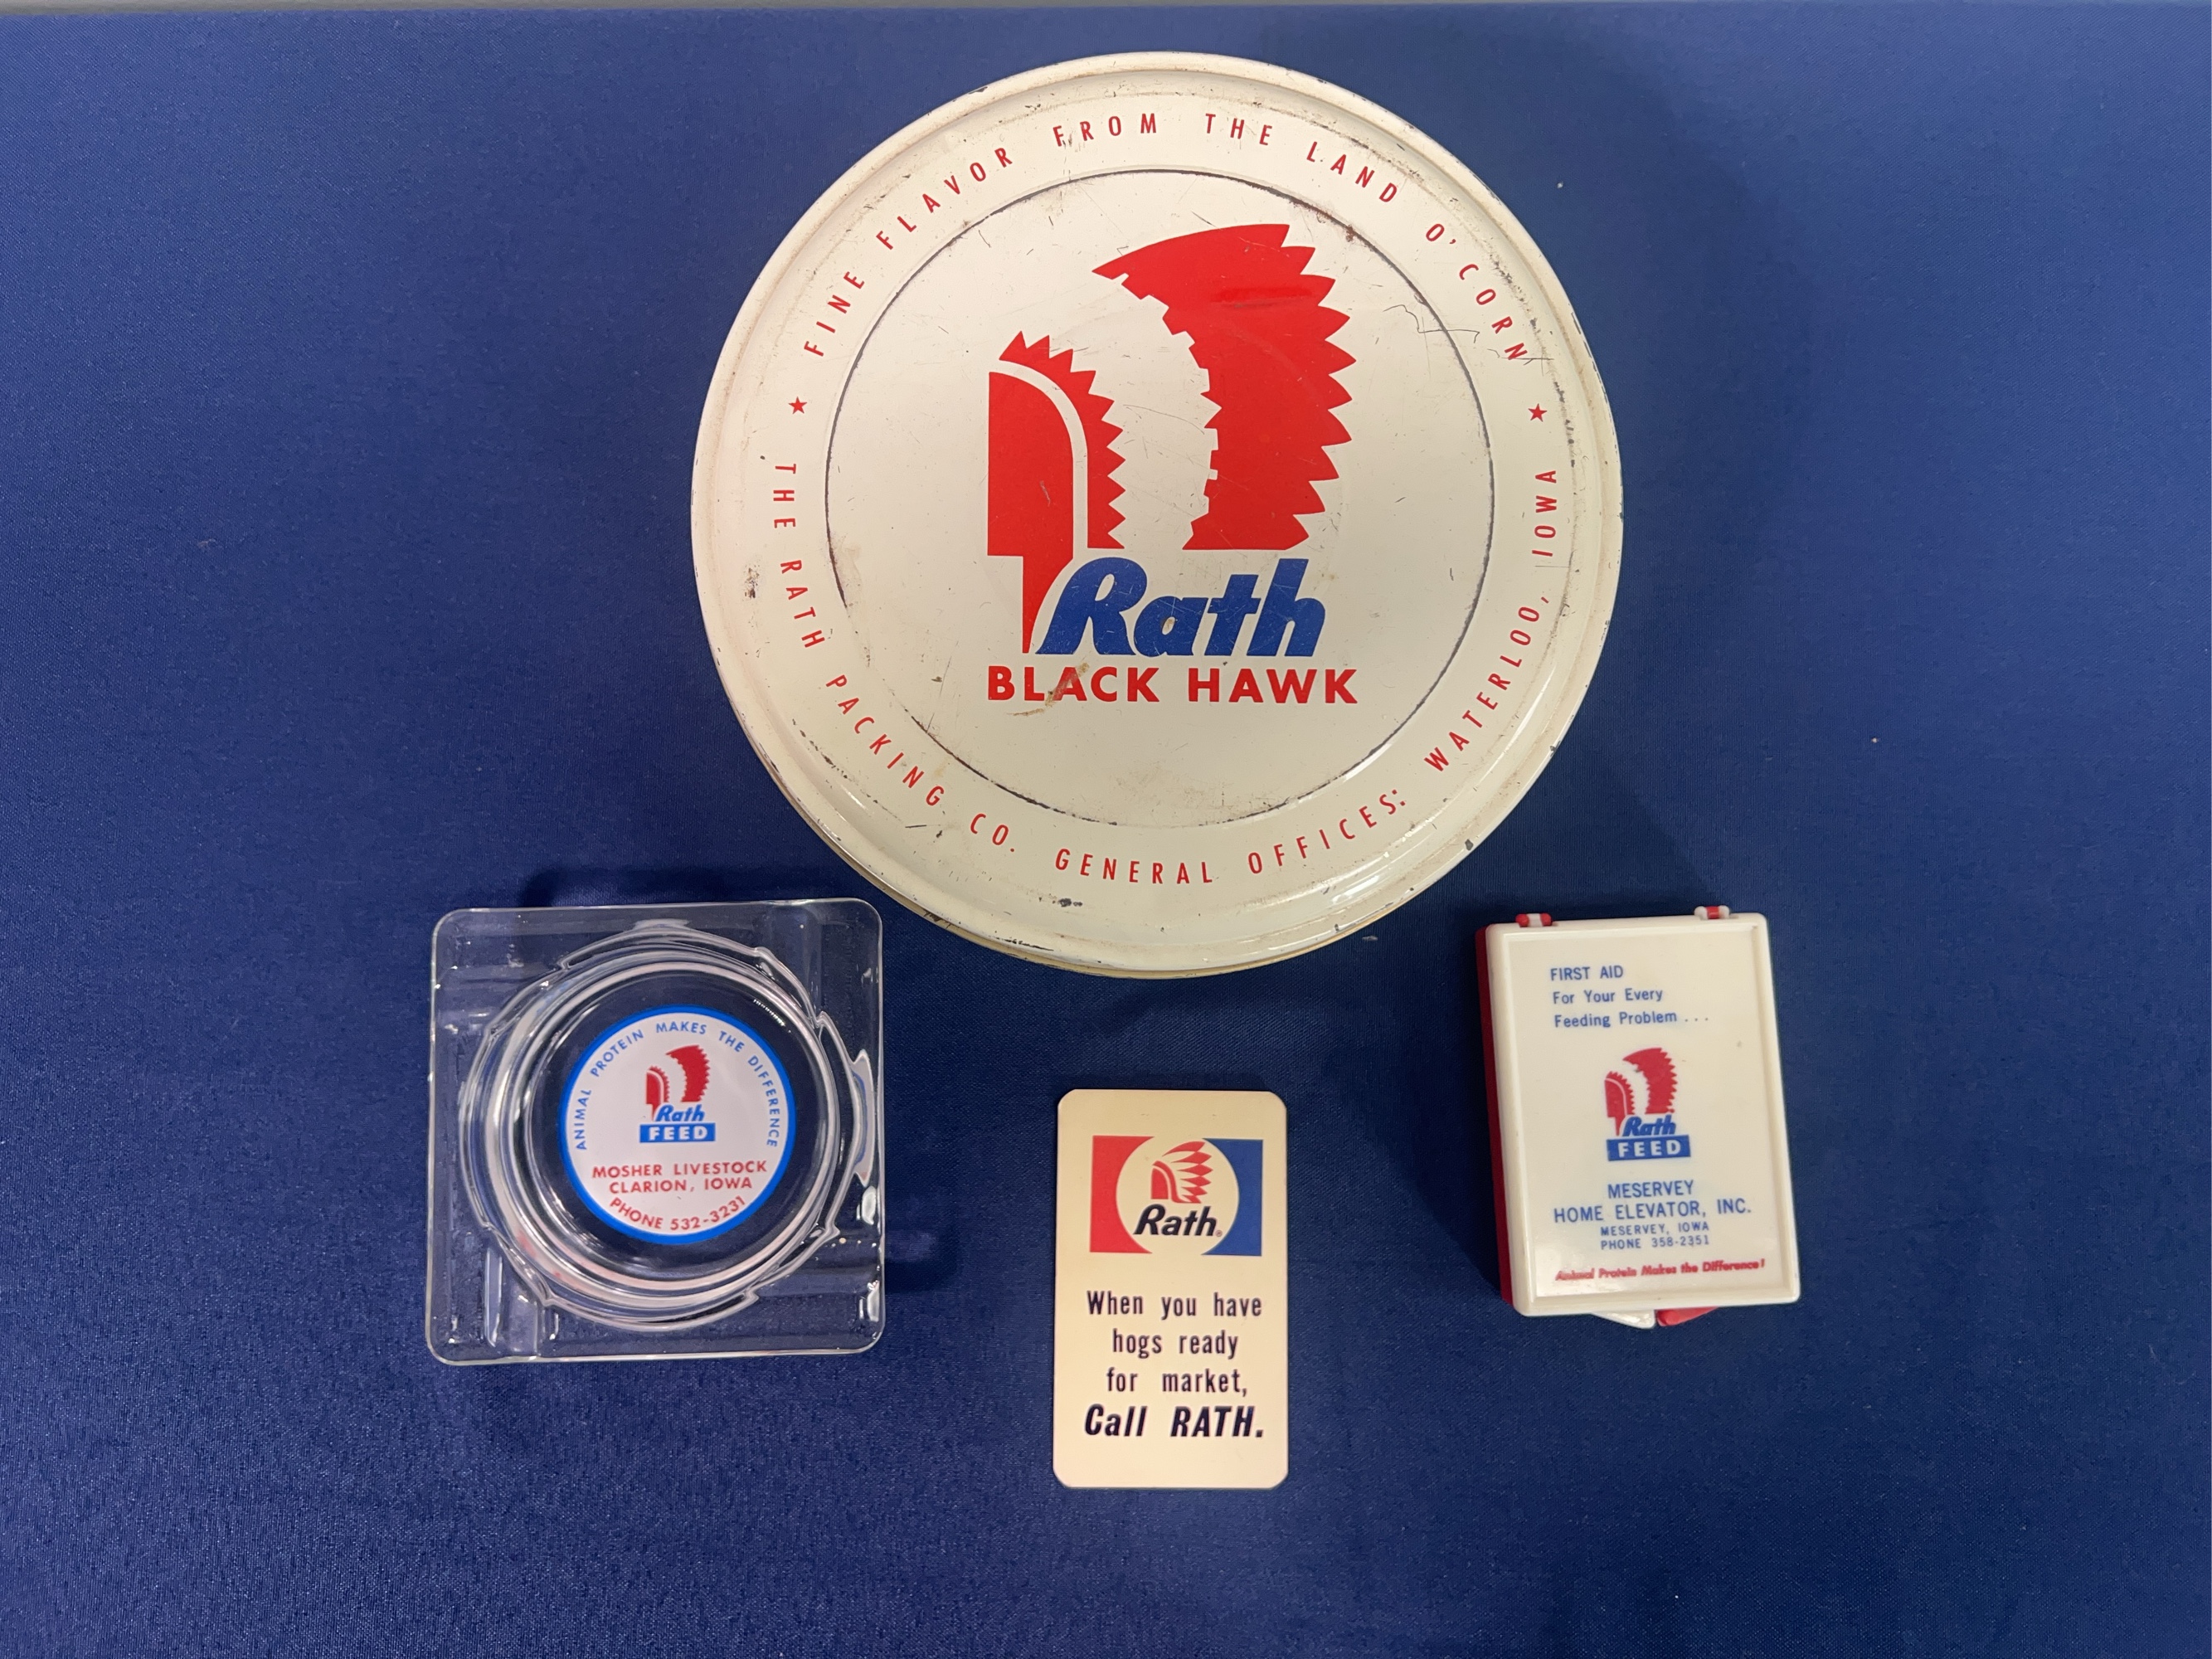 ★ FINE FLAVOR FROM THE LAND O'CORN ★
THE RATH PACKING CO. GENERAL OFFICES: WATERLOO, IOWA
Rath
BLACK HAWK
ANIMAL PROTEIN MAKES THE DIFFERENCE
Rath
FEED
MOSHER LIVESTOCK
CLARION, IOWA
PHONE 532-3231
Rath®
When you have
hogs ready
for market,
Call RATH.
FIRST AID
For Your Every
Feeding Problem ...
Rath
FEED
MESERVEY
HOME ELEVATOR, INC.
MESERVEY, IOWA
PHONE 358-2351
Animal Protein Makes the Difference!